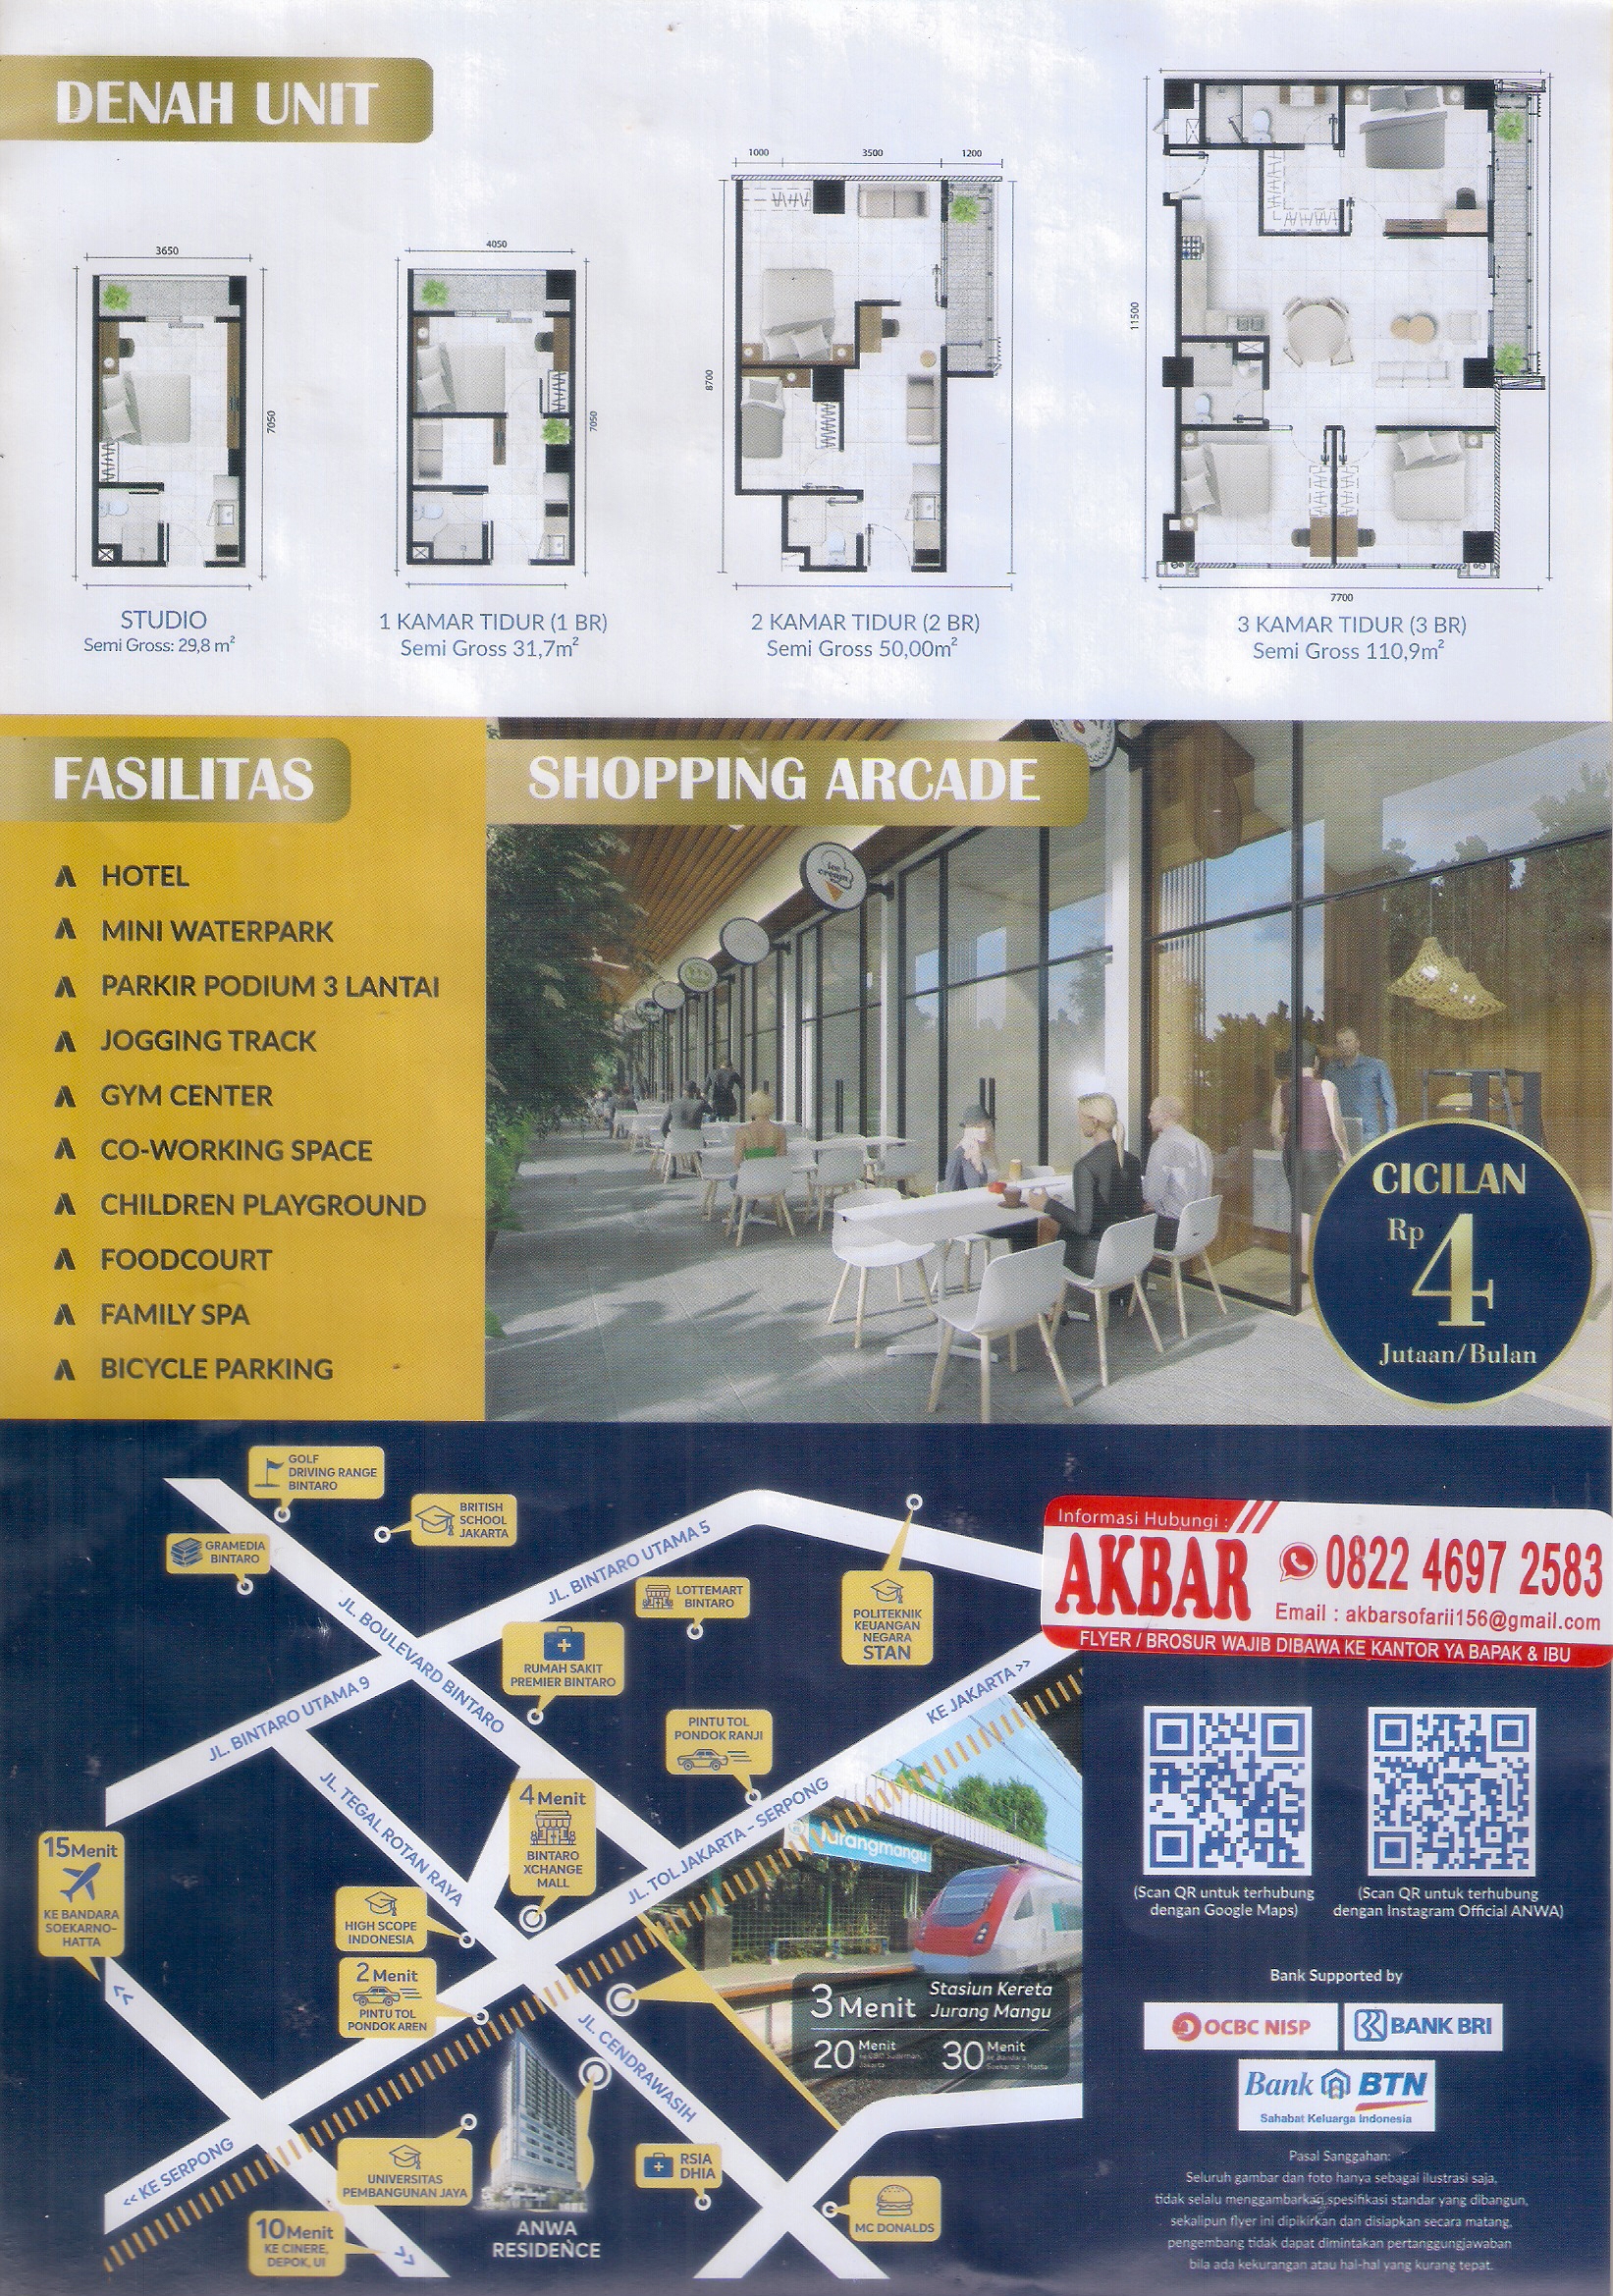 DENAH UNIT
3650
7050
STUDIO
Semi Gross: 29,8 m²
4050
7050
1 KAMAR TIDUR (1 BR)
Semi Gross 31,7m²
1000
3500
1200
8700
2 KAMAR TIDUR (2 BR)
Semi Gross 50,00m²
11500
7700
3 KAMAR TIDUR (3 BR)
Semi Gross 110,9m²
FASILITAS
HOTEL
MINI WATERPARK
PARKIR PODIUM 3 LANTAI
JOGGING TRACK
GYM CENTER
CO-WORKING SPACE
CHILDREN PLAYGROUND
FOODCOURT
FAMILY SPA
BICYCLE PARKING
SHOPPING ARCADE
ice
cream
CICILAN
Rp 4
Jutaan/Bulan
GOLF
DRIVING RANGE
BINTARO
BRITISH
SCHOOL
JAKARTA
GRAMEDIA
BINTARO
JL. BOULEVARD BINTARO
JL. BINTARO UTAMA 5
LOTTEMART
BINTARO
POLITEKNIK
KEUANGAN
NEGARA
STAN
RUMAH SAKIT
PREMIER BINTARO
JL. BINTARO UTAMA 9
PINTU TOL
PONDOK RANJI
KE JAKARTA >>
JL. TEGAL ROTAN RAYA
4 Menit
BINTARO
XCHANGE
MALL
JL. TOL JAKARTA - SERPONG
Jurangmangu
15Menit
KE BANDARA
SOEKARNO-
HATTA
HIGH SCOPE
INDONESIA
2 Menit
PINTU TOL
PONDOK AREN
3 Menit
Stasiun Kereta
Jurang Mangu
20 Menit
30 Menit
JL. CENDRAWASIH
<< KE SERPONG
UNIVERSITAS
PEMBANGUNAN JAYA
10Menit
KE CINERE,
DEPOK, UI
ANWA
RESIDENCE
RSIA
DHIA
MC DONALDS
Informasi Hubungi :
AKBAR
0822 4697 2583
Email : akbarsofarii156@gmail.com
FLYER / BROSUR WAJIB DIBAWA KE KANTOR YA BAPAK & IBU
(Scan QR untuk terhubung
dengan Google Maps)
(Scan QR untuk terhubung
dengan Instagram Official ANWA)
Bank Supported by
OCBC NISP
BANK BRI
Bank BTN
Sahabat Keluarga Indonesia
Pasal Sanggahan:
Seluruh gambar dan foto hanya sebagai ilustrasi saja,
tidak selalu menggambarkan spesifikasi standar yang dibangun,
sekalipun flyer ini dipikirkan dan disiapkan secara matang,
pengembang tidak dapat dimintakan pertanggungjawaban
bila ada kekurangan atau hal-hal yang kurang tepat.